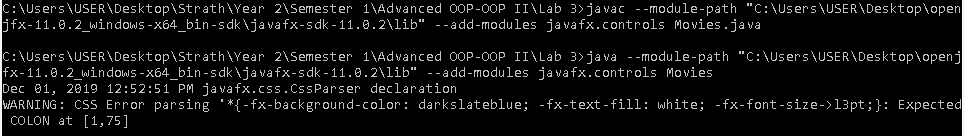 C:\Users\USER\Desktop\Strath\Year 2\Semester 1\Advanced OOP-OOP II\Lab 3>javac --module-path "C:\Users\USER\Desktop\open
jfx-11.0.2_windows-x64_bin-sdk\javafx-sdk-11.0.2\lib" --add-modules javafx.controls Movies.java
C:\Users\USER\Desktop\Strath\Year 2\Semester 1\Advanced OOP-OOP II\Lab 3>java --module-path "C:\Users\USER\Desktop\openj
fx-11.0.2_windows-x64_bin-sdk\javafx-sdk-11.0.2\lib" --add-modules javafx.controls Movies
Dec 01, 2019 12:52:51 PM javafx.css.CssParser declaration
WARNING: CSS Error parsing '*{-fx-background-color: darkslateblue; -fx-text-fill: white; -fx-font-size->l3pt;}: Expected
COLON at [1,75]